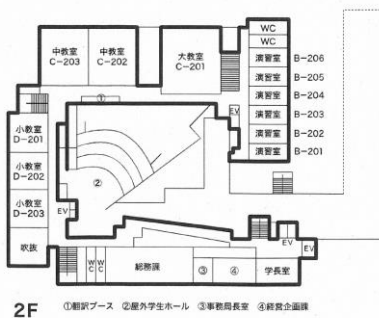 WC
WC
中教室
C-203
中教室
C-202
大教室
C-201
演習室 B-206
演習室 B-205
演習室 B-204
演習室 B-203
演習室 B-202
演習室 B-201
EV
①
小教室
D-201
小教室
D-202
小教室
D-203
②
EV
吹抜
WC
WC
総務課
③
④
学長室
EV
EV
2F ①翻訳ブース ②屋外学生ホール ③事務局長室 ④経営企画課